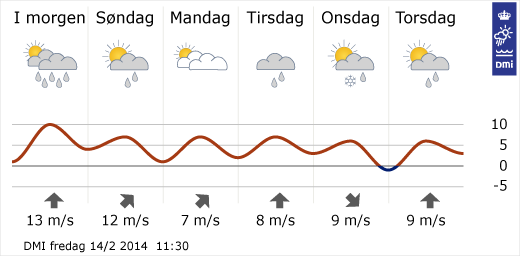 I morgen Søndag Mandag Tirsdag Onsdag Torsdag
DMI
10
5
0
-5
13 m/s 12 m/s 7 m/s 8 m/s 9 m/s 9 m/s
DMI fredag 14/2 2014 11:30